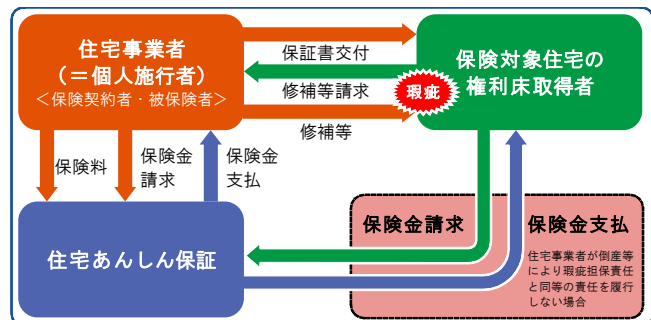 住宅事業者
（＝個人施行者）
＜保険契約者・被保険者＞
保証書交付
修補等請求
修補等
保険対象住宅の
権利床取得者
瑕疵
保険料
保険金
請求
保険金
支払
住宅あんしん保証
保険金請求
保険金支払
住宅事業者が倒産等
により瑕疵担保責任
と同等の責任を履行
しない場合